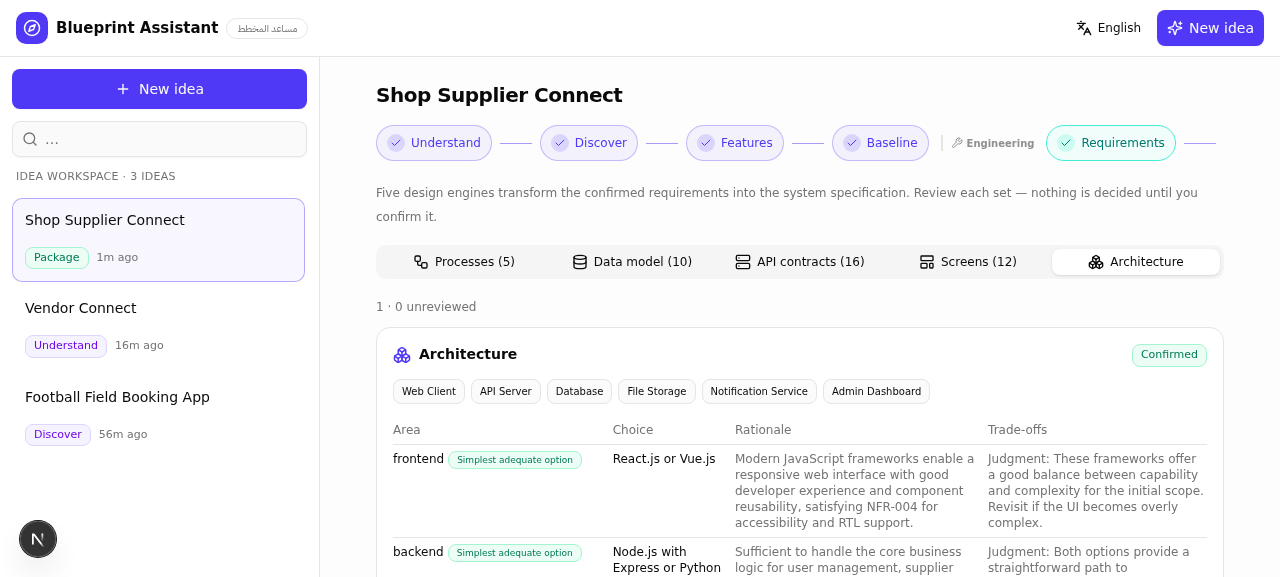 Blueprint Assistant
مساعد المخطط
English
New idea
New idea
...
IDEA WORKSPACE · 3 IDEAS
Shop Supplier Connect
Package
1m ago
Vendor Connect
Understand
16m ago
Football Field Booking App
Discover
56m ago
N
Shop Supplier Connect
Understand
Discover
Features
Baseline
Engineering
Requirements
Five design engines transform the confirmed requirements into the system specification. Review each set — nothing is decided until you
confirm it.
Processes (5)
Data model (10)
API contracts (16)
Screens (12)
Architecture
1 · 0 unreviewed
Architecture
Confirmed
Web Client
API Server
Database
File Storage
Notification Service
Admin Dashboard
Area
Choice
Rationale
Trade-offs
frontend
Simplest adequate option
React.js or Vue.js
Modern JavaScript frameworks enable a
responsive web interface with good
developer experience and component
reusability, satisfying NFR-004 for
accessibility and RTL support.
Judgment: These frameworks offer
a good balance between capability
and complexity for the initial scope.
Revisit if the UI becomes overly
complex.
backend
Simplest adequate option
Node.js with
Express or Python
Sufficient to handle the core business
logic for user management, supplier
Judgment: Both options provide a
straightforward path to